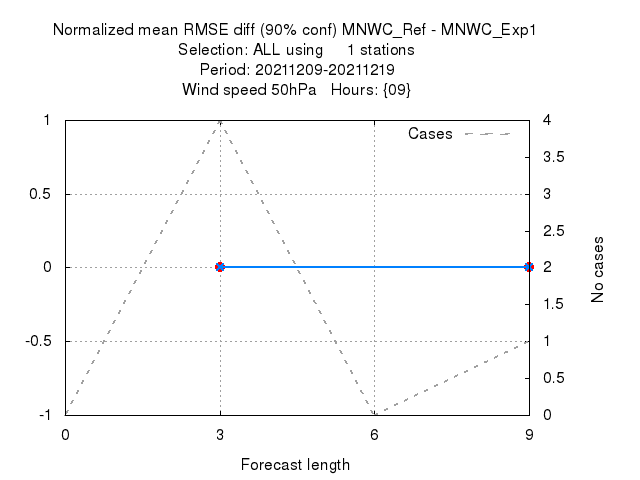 Normalized mean RMSE diff (90% conf) MNWC_Ref - MNWC_Exp1
Selection: ALL using 1 stations
Period: 20211209-20211219
Wind speed 50hPa Hours: {09}
Cases
1
0.5
0
-0.5
-1
4
3.5
3
2.5
2
1.5
1
0.5
0
No cases
0 3 6 9
Forecast length